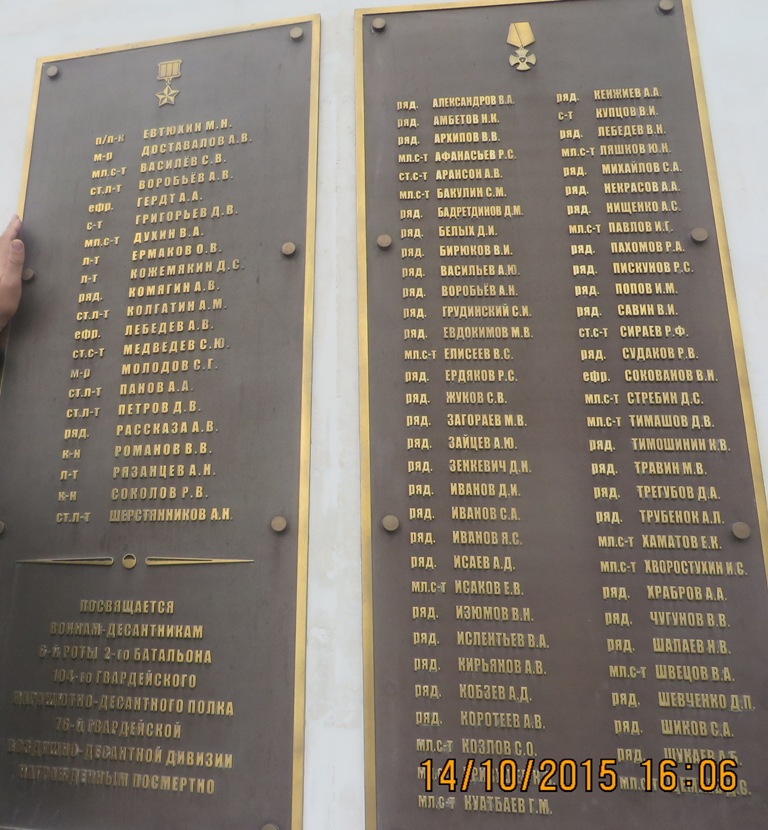 п/п-к ЕВТЮХИН М.Н.
м-р ДОСТАВАЛОВ А.В.
мл.с-т ВАСИЛЁВ С.В.
ст.л-т ВОРОБЬЁВ А.В.
ефр. ГЕРДТ А.А.
с-т ГРИГОРЬЕВ Д.В.
мл.с-т ДУХИН В.А.
л-т ЕРМАКОВ О.В.
л-т КОЖЕМЯКИН Д.С.
ряд. КОМЯГИН А.В.
ст.л-т КОЛГАТИН А.М.
ефр. ЛЕБЕДЕВ А.В.
ст.с-т МЕДВЕДЕВ С.Ю.
м-р МОЛОДОВ С.Г.
ст.л-т ПАНОВ А.А.
ст.л-т ПЕТРОВ Д.В.
ряд. РАССКАЗА А.В.
к-н РОМАНОВ В.В.
л-т РЯЗАНЦЕВ А.Н.
к-н СОКОЛОВ Р.В.
ст.л-т ШЕРСТЯННИКОВ А.Н.
ПОСВЯЩАЕТСЯ
ВОИНАМ-ДЕСАНТНИКАМ
6-й РОТЫ 2-го БАТАЛЬОНА
104-го ГВАРДЕЙСКОГО
ПАРАШЮТНО-ДЕСАНТНОГО ПОЛКА
76-й ГВАРДЕЙСКОЙ
ВОЗДУШНО-ДЕСАНТНОЙ ДИВИЗИИ
НАГРАЖДЕННЫМ ПОСМЕРТНО
ряд. АЛЕКСАНДРОВ В.А.
ряд. АМБЕТОВ Н.К.
ряд. АРХИПОВ В.В.
мл.с-т АФАНАСЬЕВ Р.С.
ст.с-т АРАНСОН А.В.
мл.с-т БАКУЛИН С.М.
ряд. БАДРЕТДИНОВ Д.М.
ряд. БЕЛЫХ Д.И.
ряд. БИРЮКОВ В.И.
ряд. ВАСИЛЬЕВ А.Ю.
ряд. ВОРОБЬЁВ А.Н.
ряд. ГРУДИНСКИЙ С.И.
ряд. ЕВДОКИМОВ М.В.
мл.с-т ЕЛИСЕЕВ В.С.
ряд. ЕРДЯКОВ Р.С.
ряд. ЖУКОВ С.В.
ряд. ЗАГОРАЕВ М.В.
ряд. ЗАЙЦЕВ А.Ю.
ряд. ЗЕНКЕВИЧ Д.Н.
ряд. ИВАНОВ Д.И.
ряд. ИВАНОВ С.А.
ряд. ИВАНОВ Я.С.
ряд. ИСАЕВ А.Д.
мл.с-т ИСАКОВ Е.В.
ряд. ИЗЮМОВ В.Н.
ряд. ИСЛЕНТЬЕВ В.А.
ряд. КИРЬЯНОВ А.В.
ряд. КОБЗЕВ А.Д.
ряд. КОРОТЕЕВ А.В.
мл.с-т КОЗЛОВ С.О.
мл.с-т КУАТБАЕВ Г.М.
ряд. КЕНЖИЕВ А.А.
с-т КУПЦОВ В.И.
ряд. ЛЕБЕДЕВ В.Н.
мл.с-т ЛЯШКОВ Ю.Н.
ряд. МИХАЙЛОВ С.А.
ряд. НЕКРАСОВ А.А.
ряд. НИЩЕНКО А.С.
мл.с-т ПАВЛОВ И.Г.
ряд. ПАХОМОВ Р.А.
ряд. ПИСКУНОВ Р.С.
ряд. ПОПОВ И.М.
ряд. САВИН В.И.
ст.с-т СИРАЕВ Р.Ф.
ряд. СУДАКОВ Р.В.
ефр. СОКОВАНОВ В.Н.
мл.с-т СТРЕБИН Д.С.
мл.с-т ТИМАШОВ Д.В.
ряд. ТИМОШИНИН К.В.
ряд. ТРАВИН М.В.
ряд. ТРЕГУБОВ Д.А.
ряд. ТРУБЕНОК А.Л.
мл.с-т ХАМАТОВ Е.К.
мл.с-т ХВОРОСТУХИН И.С.
ряд. ХРАБРОВ А.А.
ряд. ЧУГУНОВ В.В.
ряд. ШАЛАЕВ Н.В.
мл.с-т ШВЕЦОВ В.А.
ряд. ШЕВЧЕНКО Д.П.
ряд. ШИКОВ С.А.
ряд. ЩУКАЕВ А.Б.
мл.с-т
14/10/2015 16:06